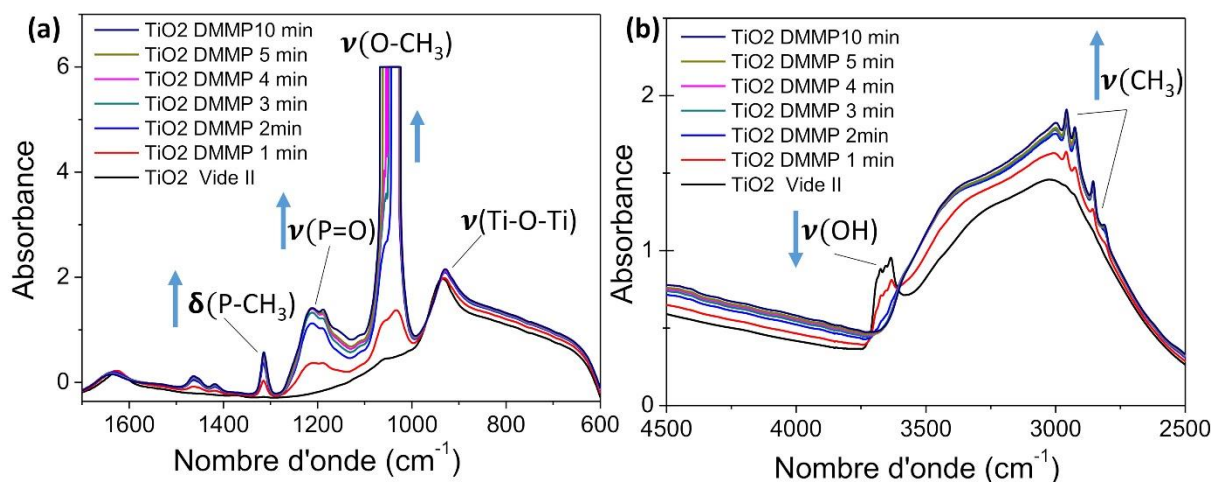 (a)
TiO2 DMMP10 min
TiO2 DMMP 5 min
TiO2 DMMP 4 min
TiO2 DMMP 3 min
TiO2 DMMP 2min
TiO2 DMMP 1 min
TiO2 Vide II
ν(O-CH₃)
ν(P=O)
ν(Ti-O-Ti)
δ(P-CH₃)
Absorbance
6
4
2
0
1600 1400 1200 1000 800 600
Nombre d'onde (cm⁻¹)
(b)
TiO2 DMMP10 min
TiO2 DMMP 5 min
TiO2 DMMP 4 min
TiO2 DMMP 3 min
TiO2 DMMP 2min
TiO2 DMMP 1 min
TiO2 Vide II
ν(CH₃)
ν(OH)
Absorbance
2
1
0
4500 4000 3500 3000 2500
Nombre d'onde (cm⁻¹)